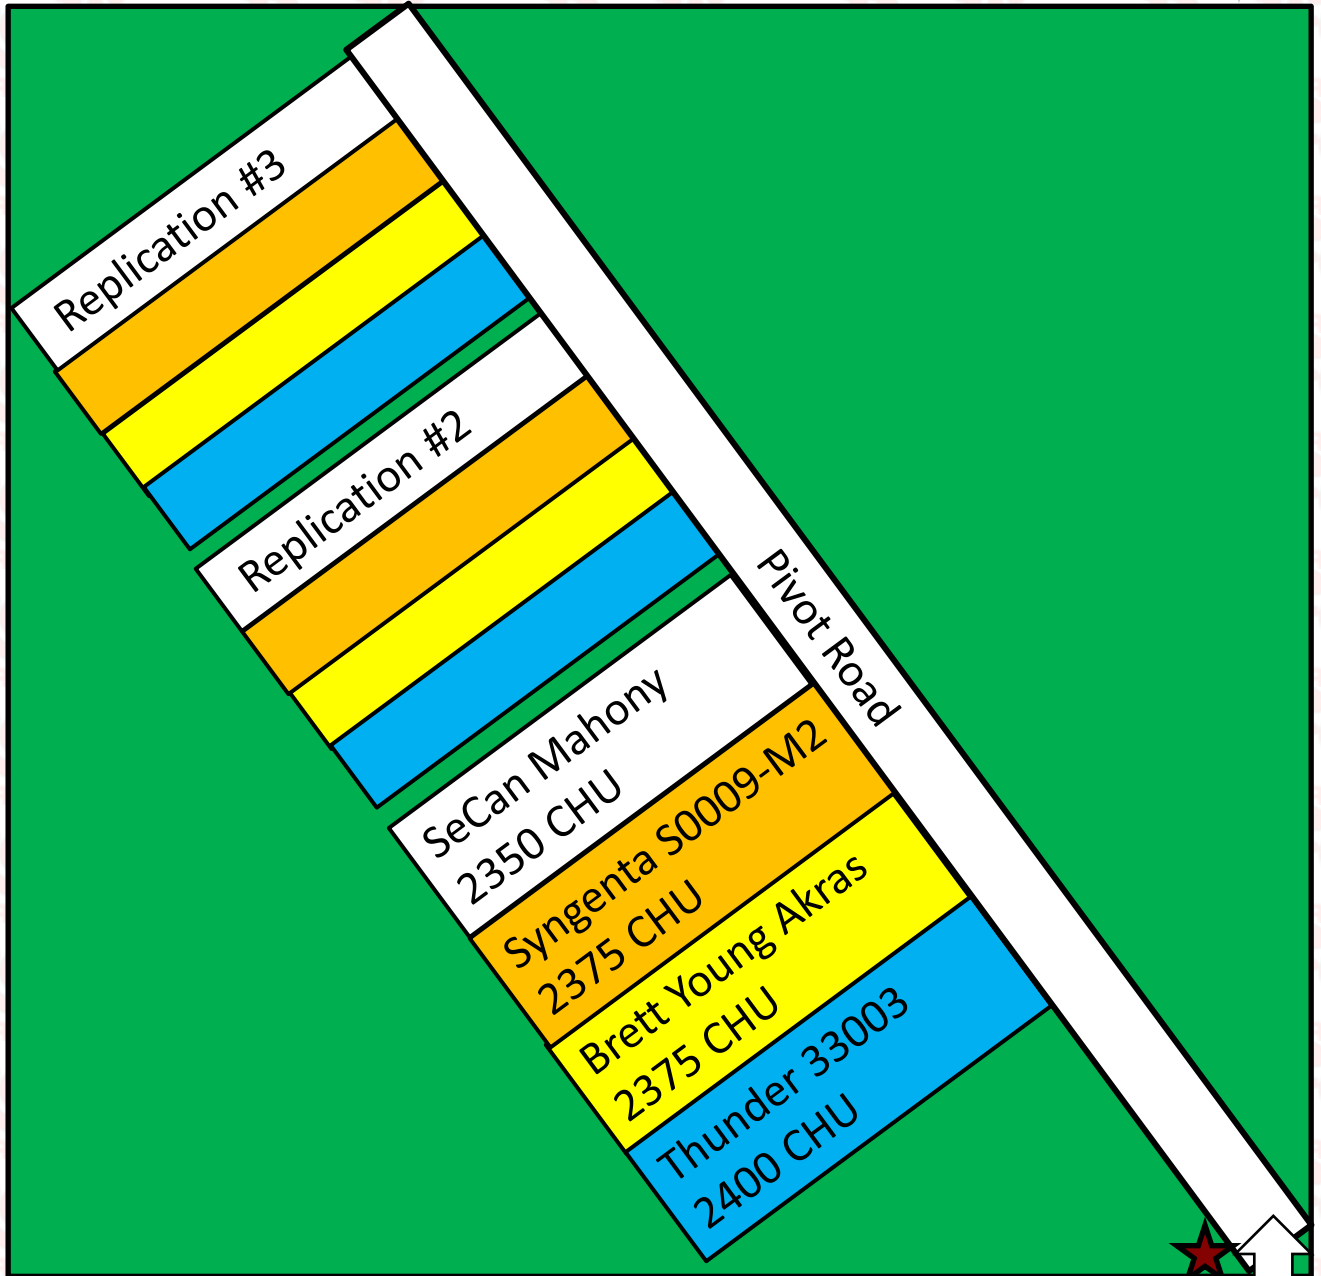 Replication #3
Replication #2
Pivot Road
SeCan Mahony
2350 CHU
Syngenta S0009-M2
2375 CHU
Brett Young Akras
2375 CHU
Thunder 33003
2400 CHU